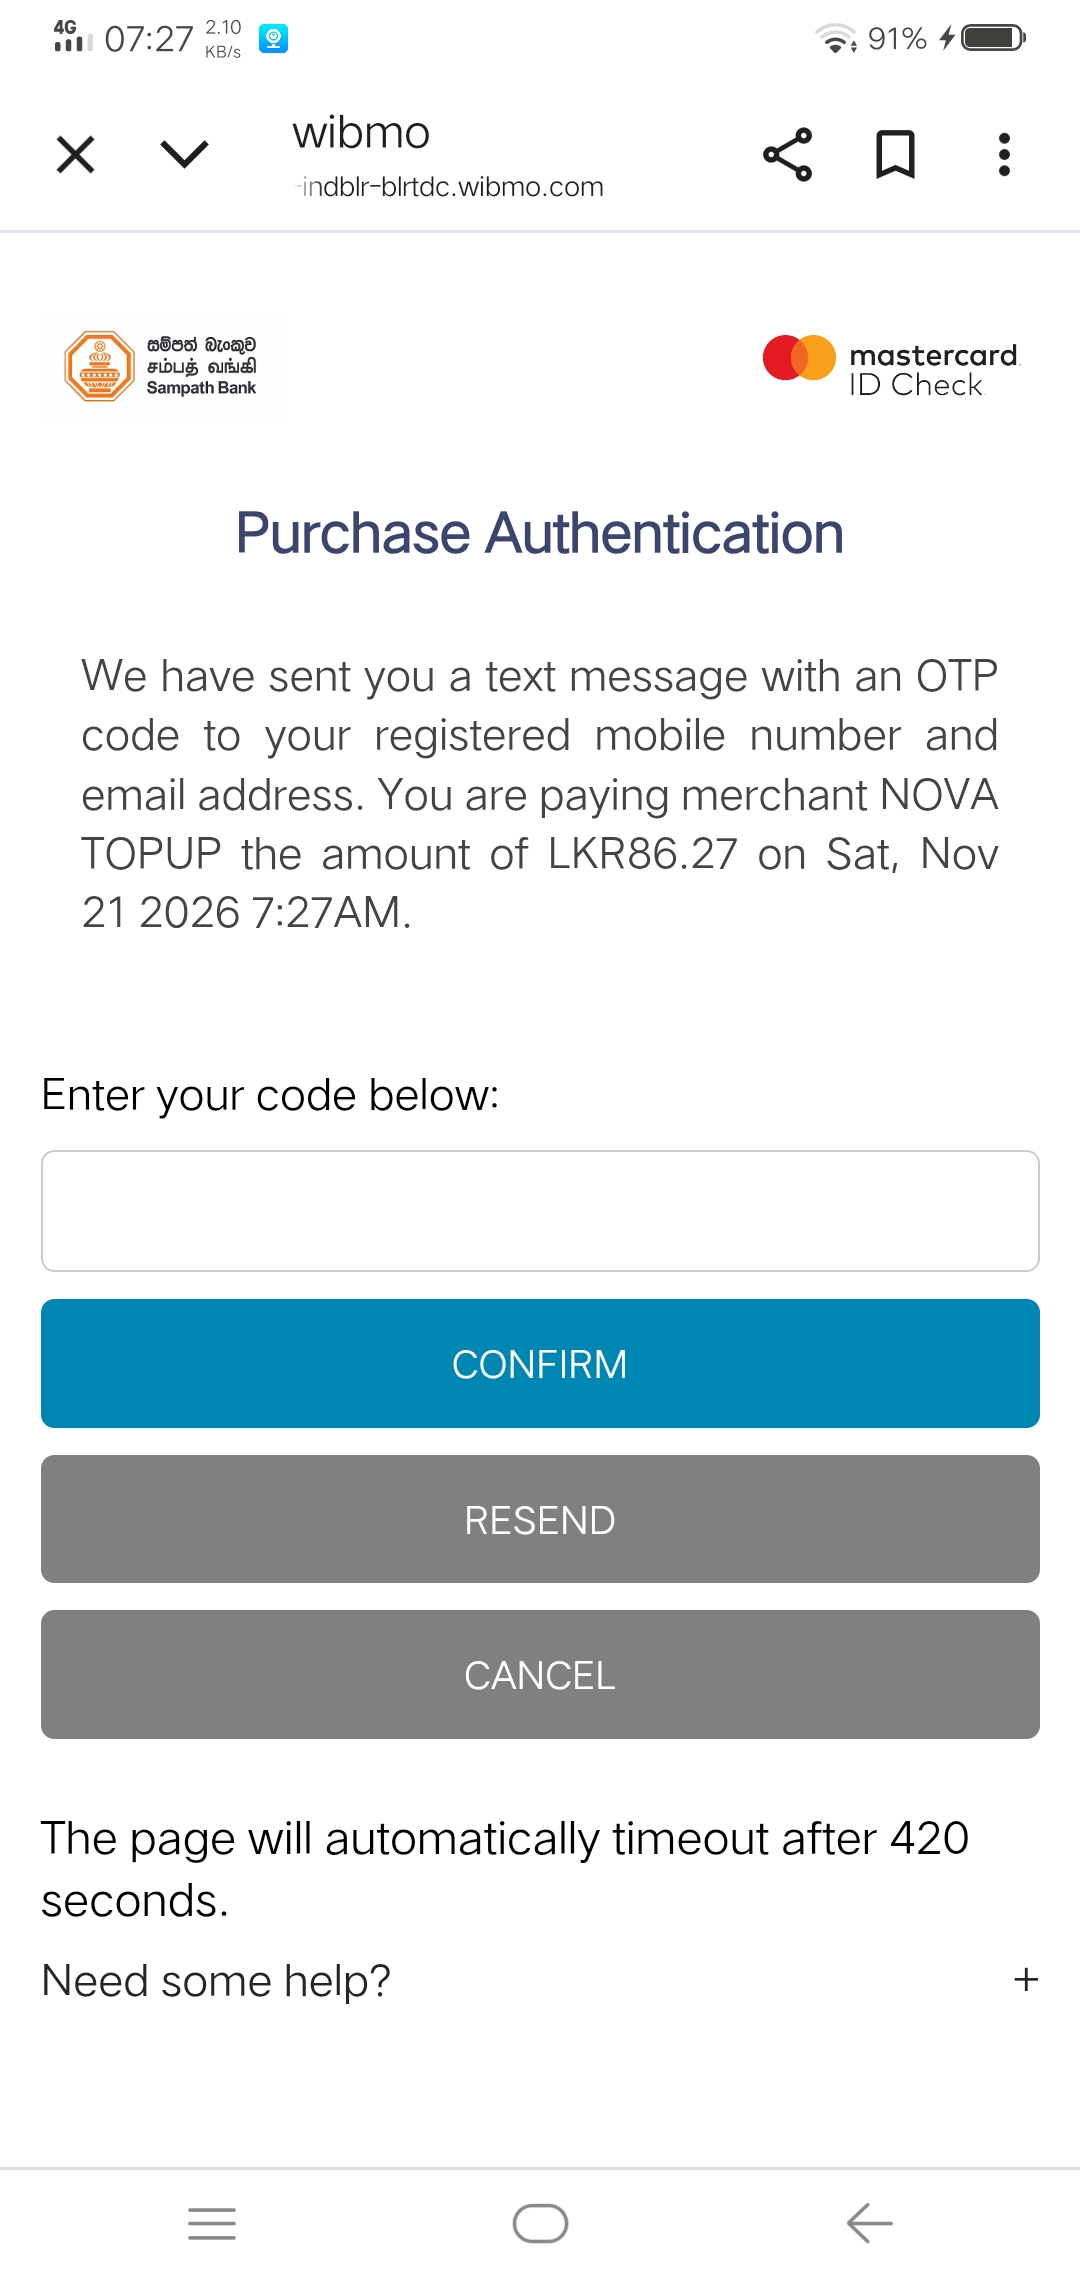 4G 07:27 2.10 KB/s 91%
wibmo
-indblr-blrtdc.wibmo.com
සම්පත් බැංකුව
சம்பத் வங்கி
Sampath Bank
mastercard
ID Check
Purchase Authentication
We have sent you a text message with an OTP
code to your registered mobile number and
email address. You are paying merchant NOVA
TOPUP the amount of LKR86.27 on Sat, Nov
21 2026 7:27AM.
Enter your code below:
CONFIRM
RESEND
CANCEL
The page will automatically timeout after 420
seconds.
Need some help? +